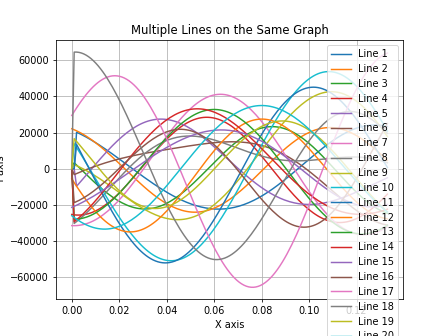 Multiple Lines on the Same Graph
60000
40000
20000
0
−20000
−40000
−60000
0.00
0.02
0.04
0.06
0.08
0.10
X axis
axis
Line 1
Line 2
Line 3
Line 4
Line 5
Line 6
Line 7
Line 8
Line 9
Line 10
Line 11
Line 12
Line 13
Line 14
Line 15
Line 16
Line 17
Line 18
Line 19
Line 20